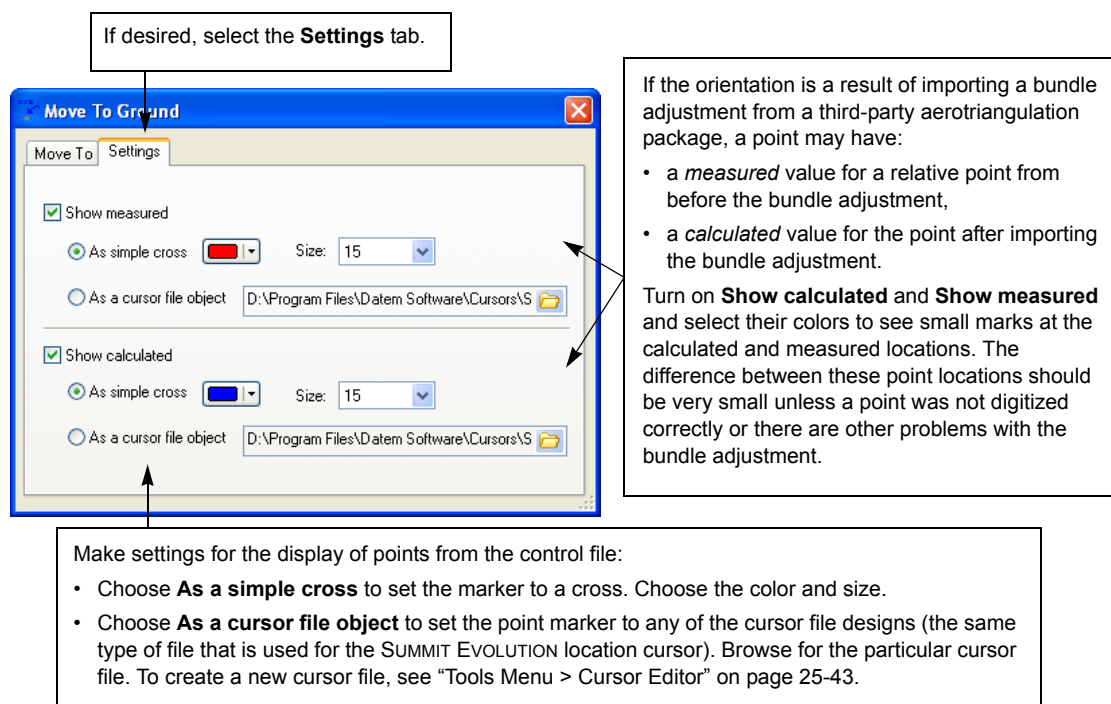 If desired, select the Settings tab.
Move To Ground
Move To
Settings
Show measured
As simple cross
Size:
15
As a cursor file object
D:\Program Files\Datem Software\Cursors\S
Show calculated
As simple cross
Size:
15
As a cursor file object
D:\Program Files\Datem Software\Cursors\S
If the orientation is a result of importing a bundle
adjustment from a third-party aerotriangulation
package, a point may have:
• a measured value for a relative point from
before the bundle adjustment,
• a calculated value for the point after importing
the bundle adjustment.
Turn on Show calculated and Show measured
and select their colors to see small marks at the
calculated and measured locations. The
difference between these point locations should
be very small unless a point was not digitized
correctly or there are other problems with the
bundle adjustment.
Make settings for the display of points from the control file:
• Choose As a simple cross to set the marker to a cross. Choose the color and size.
• Choose As a cursor file object to set the point marker to any of the cursor file designs (the same
type of file that is used for the SUMMIT EVOLUTION location cursor). Browse for the particular cursor
file. To create a new cursor file, see “Tools Menu > Cursor Editor” on page 25-43.